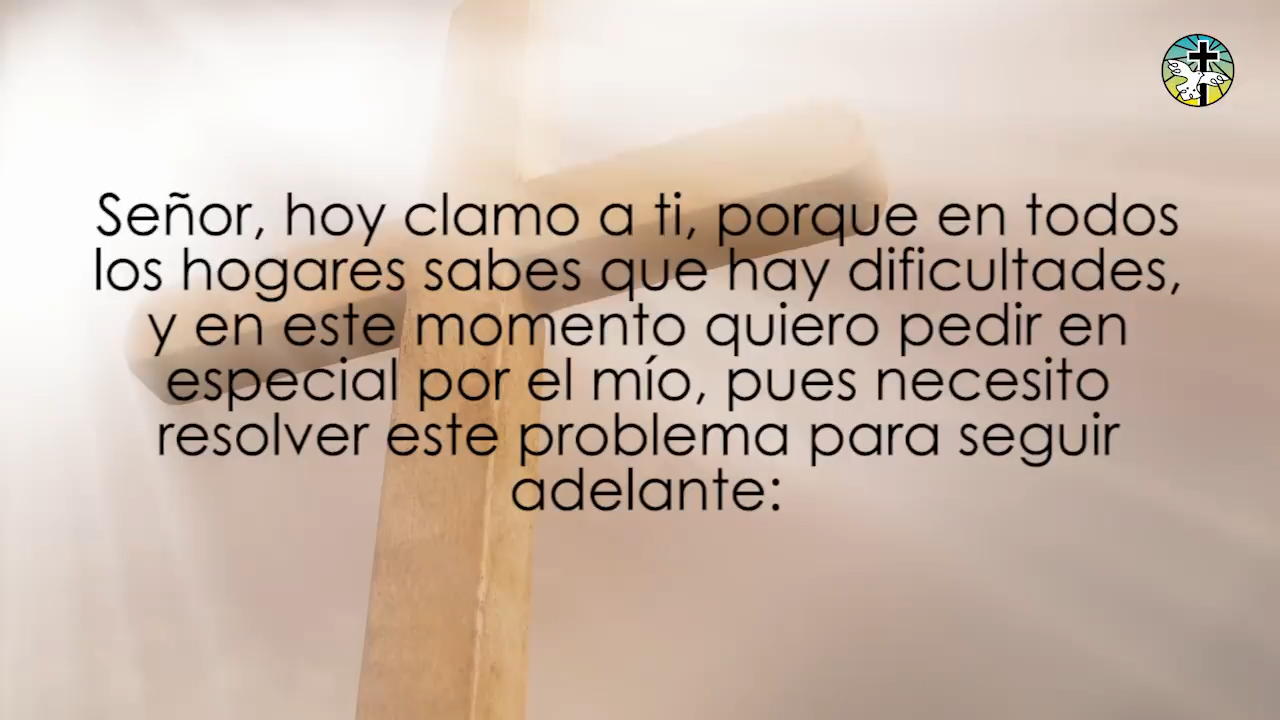 Señor, hoy clamo a ti, porque en todos
los hogares sabes que hay dificultades,
y en este momento quiero pedir en
especial por el mío, pues necesito
resolver este problema para seguir
adelante: